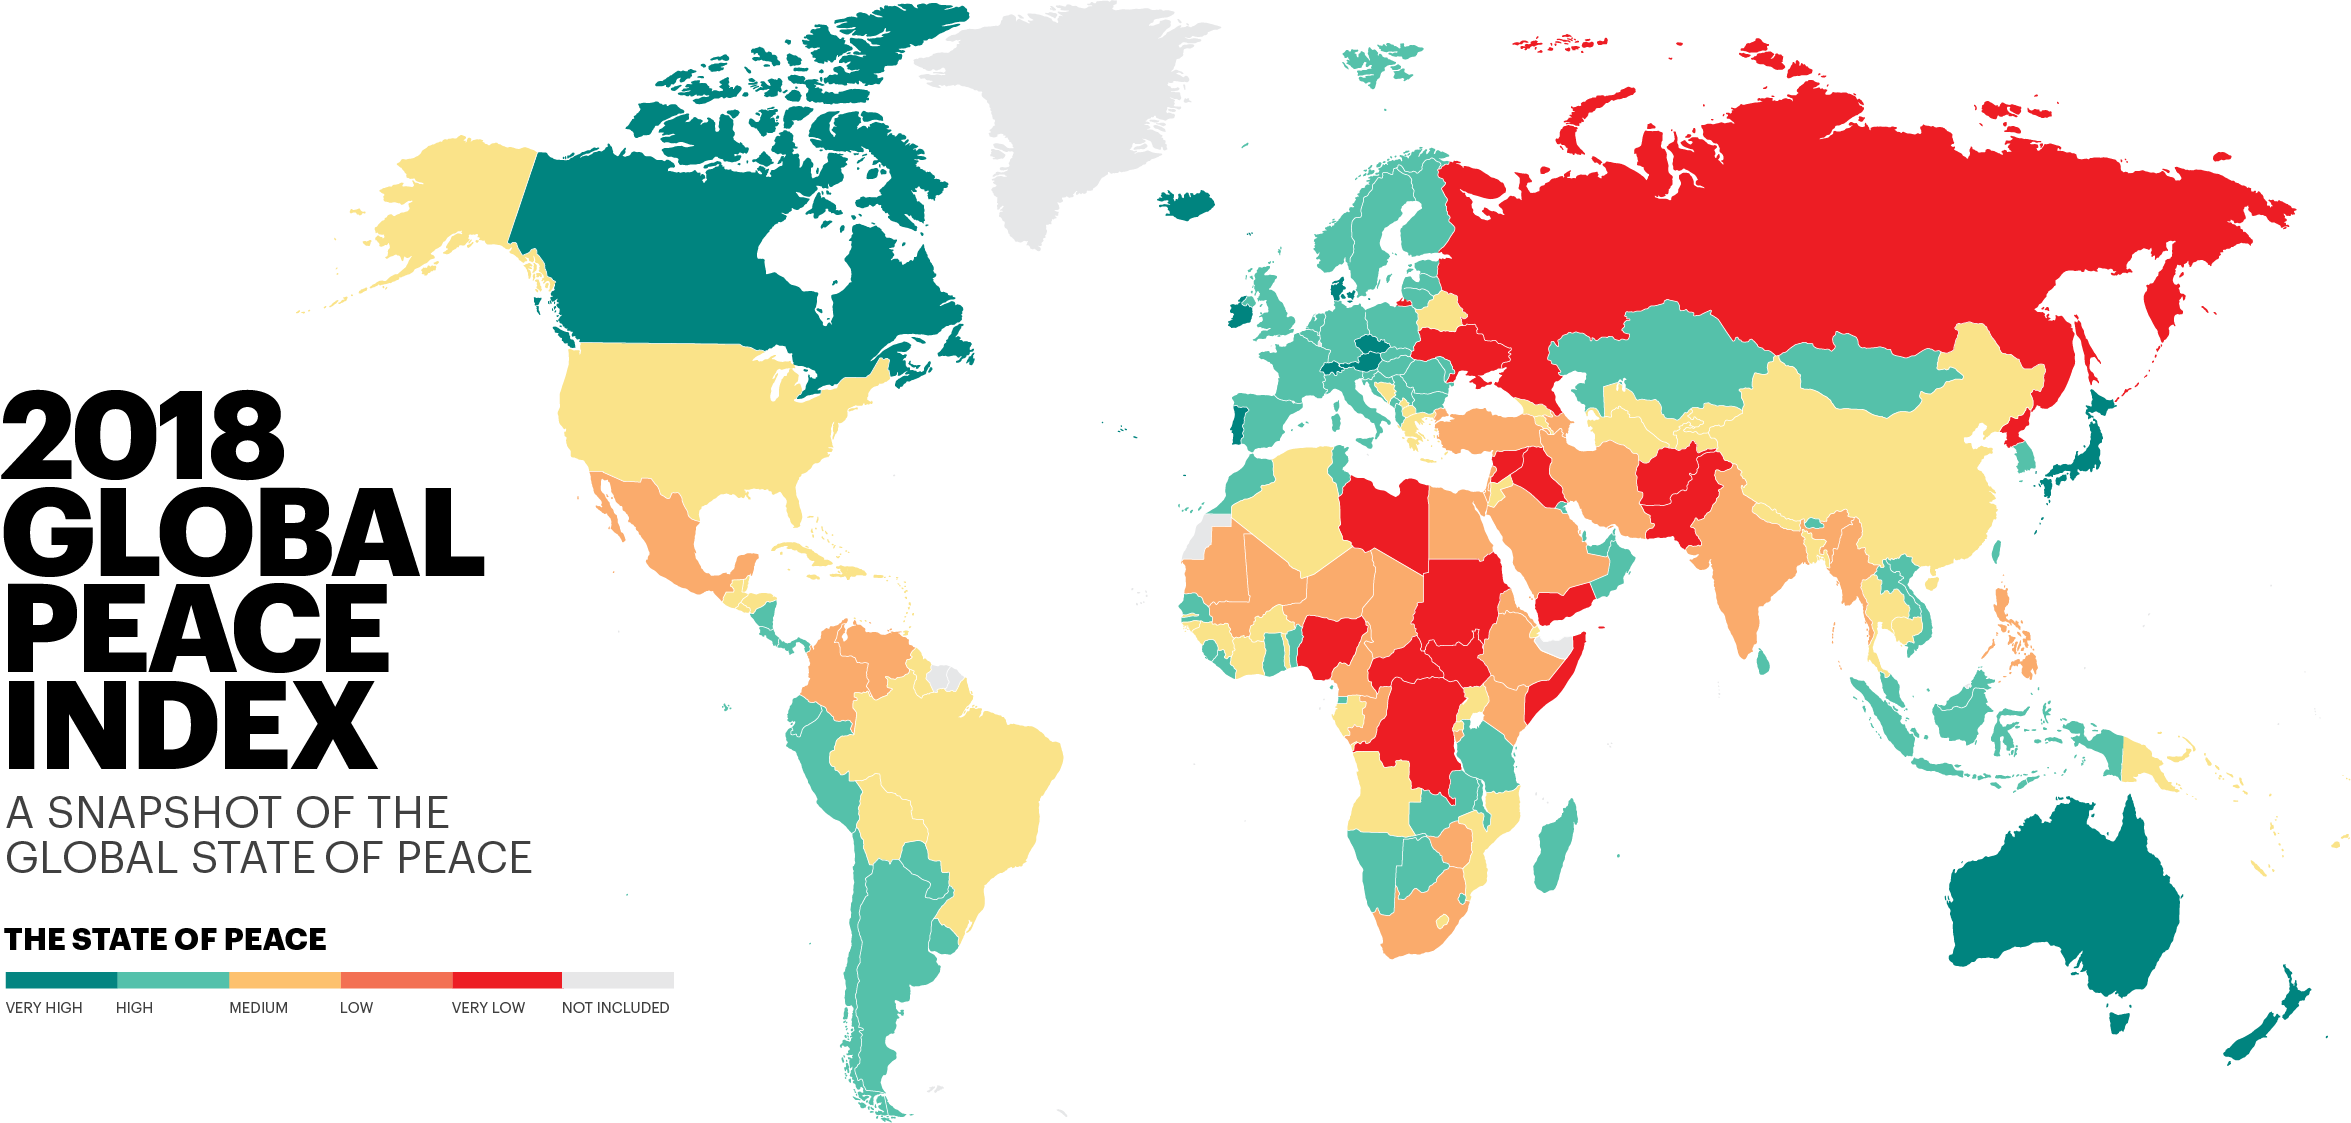 2018
GLOBAL
PEACE
INDEX
A SNAPSHOT OF THE
GLOBAL STATE OF PEACE
THE STATE OF PEACE
VERY HIGH HIGH MEDIUM LOW VERY LOW NOT INCLUDED